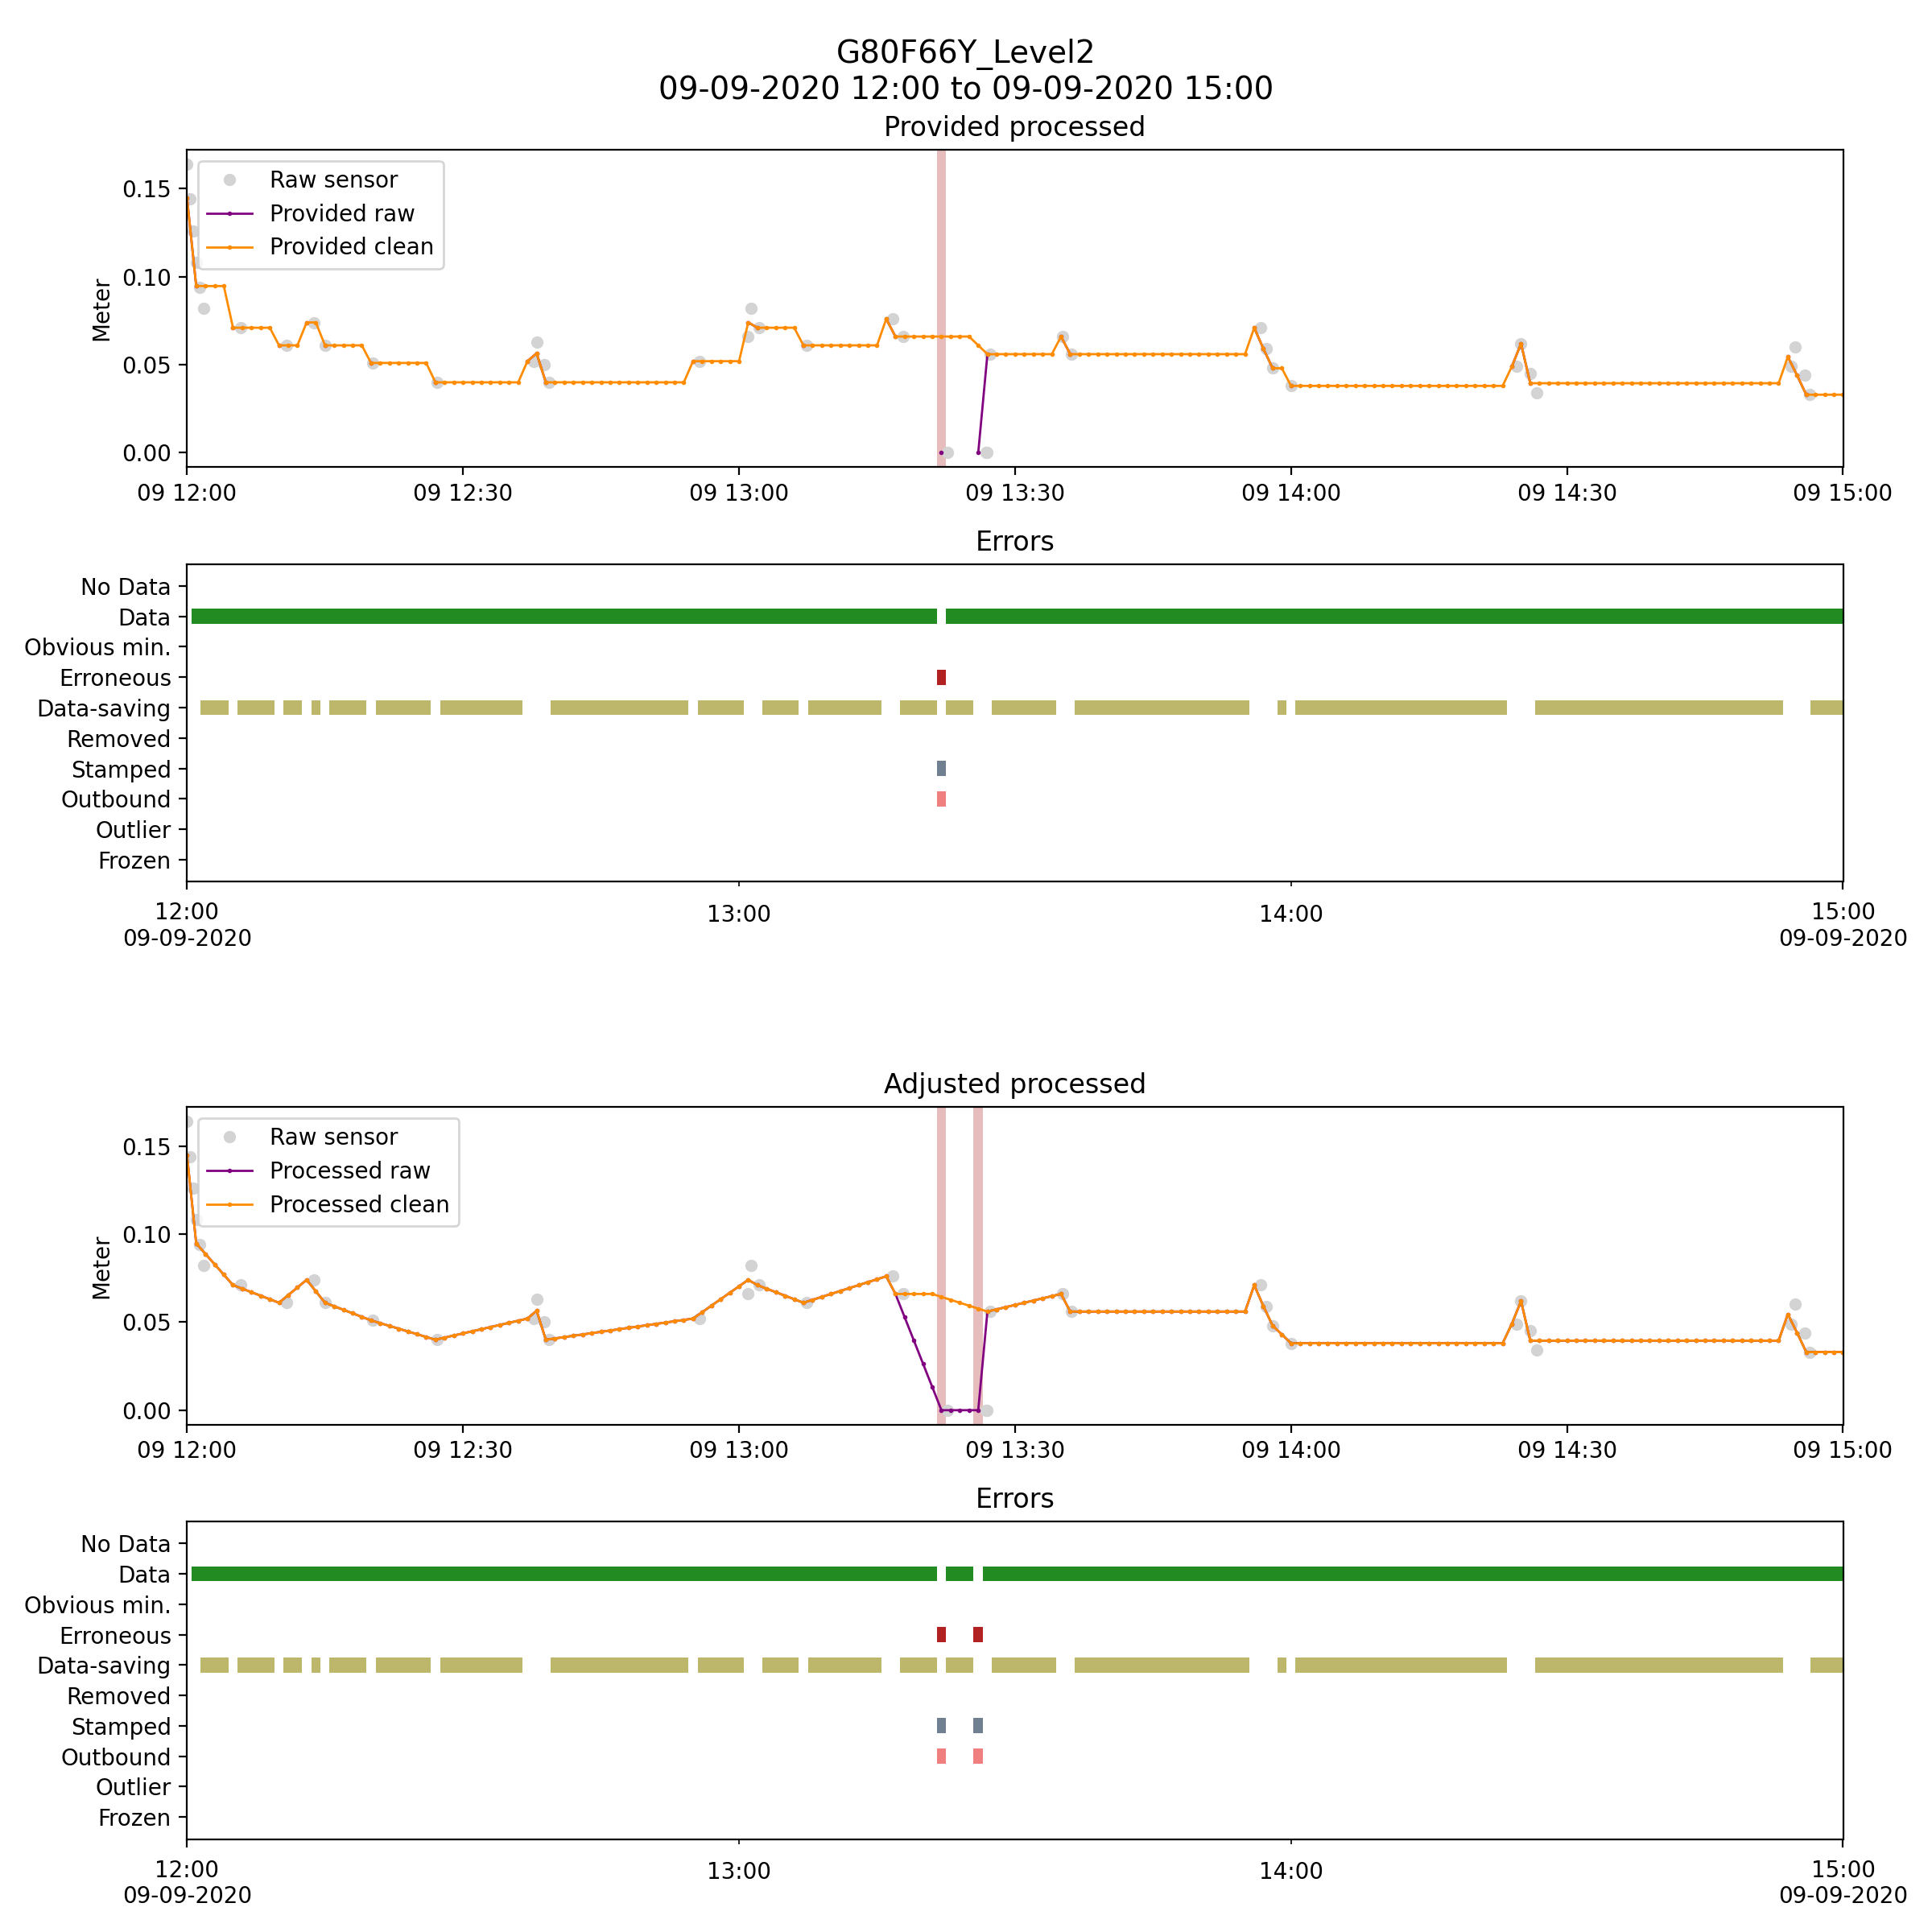 G80F66Y_Level2
09-09-2020 12:00 to 09-09-2020 15:00
Provided processed
Meter
0.15
0.10
0.05
0.00
Raw sensor
Provided raw
Provided clean
09 12:00 09 12:30 09 13:00 09 13:30 09 14:00 09 14:30 09 15:00
Errors
No Data
Data
Obvious min.
Erroneous
Data-saving
Removed
Stamped
Outbound
Outlier
Frozen
12:00 13:00 14:00 15:00
09-09-2020 09-09-2020
Adjusted processed
Meter
0.15
0.10
0.05
0.00
Raw sensor
Processed raw
Processed clean
09 12:00 09 12:30 09 13:00 09 13:30 09 14:00 09 14:30 09 15:00
Errors
No Data
Data
Obvious min.
Erroneous
Data-saving
Removed
Stamped
Outbound
Outlier
Frozen
12:00 13:00 14:00 15:00
09-09-2020 09-09-2020